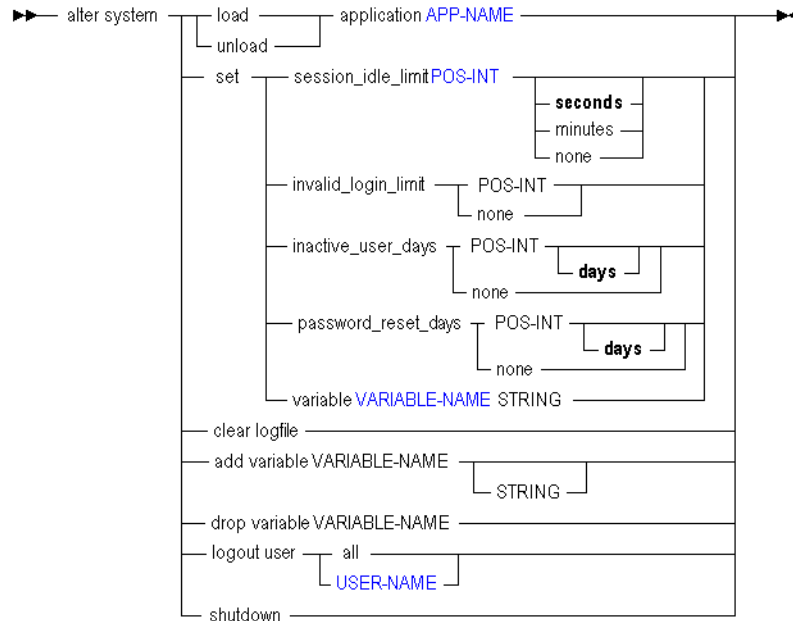 alter system load application APP-NAME
unload
set session_idle_limitPOS-INT
seconds
minutes
none
invalid_login_limit POS-INT
none
inactive_user_days POS-INT
days
none
password_reset_days POS-INT
days
none
variable VARIABLE-NAME STRING
clear logfile
add variable VARIABLE-NAME
STRING
drop variable VARIABLE-NAME
logout user all
USER-NAME
shutdown